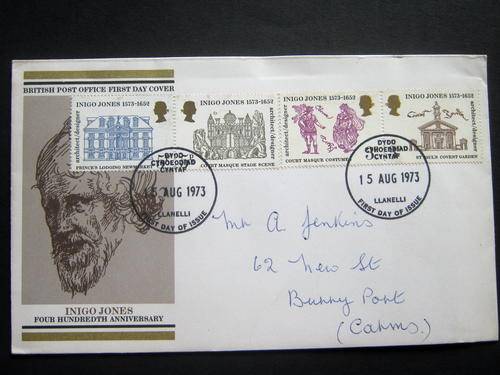 BRITISH POST OFFICE FIRST DAY COVER
INIGO JONES 1573-1652
architect/designer
PRINCE'S LODGING NEWMARKET
INIGO JONES 1573-1652
architect/designer
COURT MASQUE STAGE SCENE
INIGO JONES 1573-1652
architect/designer
COURT MASQUE COSTUMES
INIGO JONES 1573-1652
architect/designer
ST PAUL'S COVENT GARDEN
DYDD
CYHOEDDIAD
CYNTAF
15 AUG 1973
LLANELLI
FIRST DAY OF ISSUE
DYDD
CYHOEDDIAD
CYNTAF
15 AUG 1973
LLANELLI
FIRST DAY OF ISSUE
Mr A Jenkins
62 New St
Burry Port
(Carms.)
INIGO JONES
FOUR HUNDREDTH ANNIVERSARY